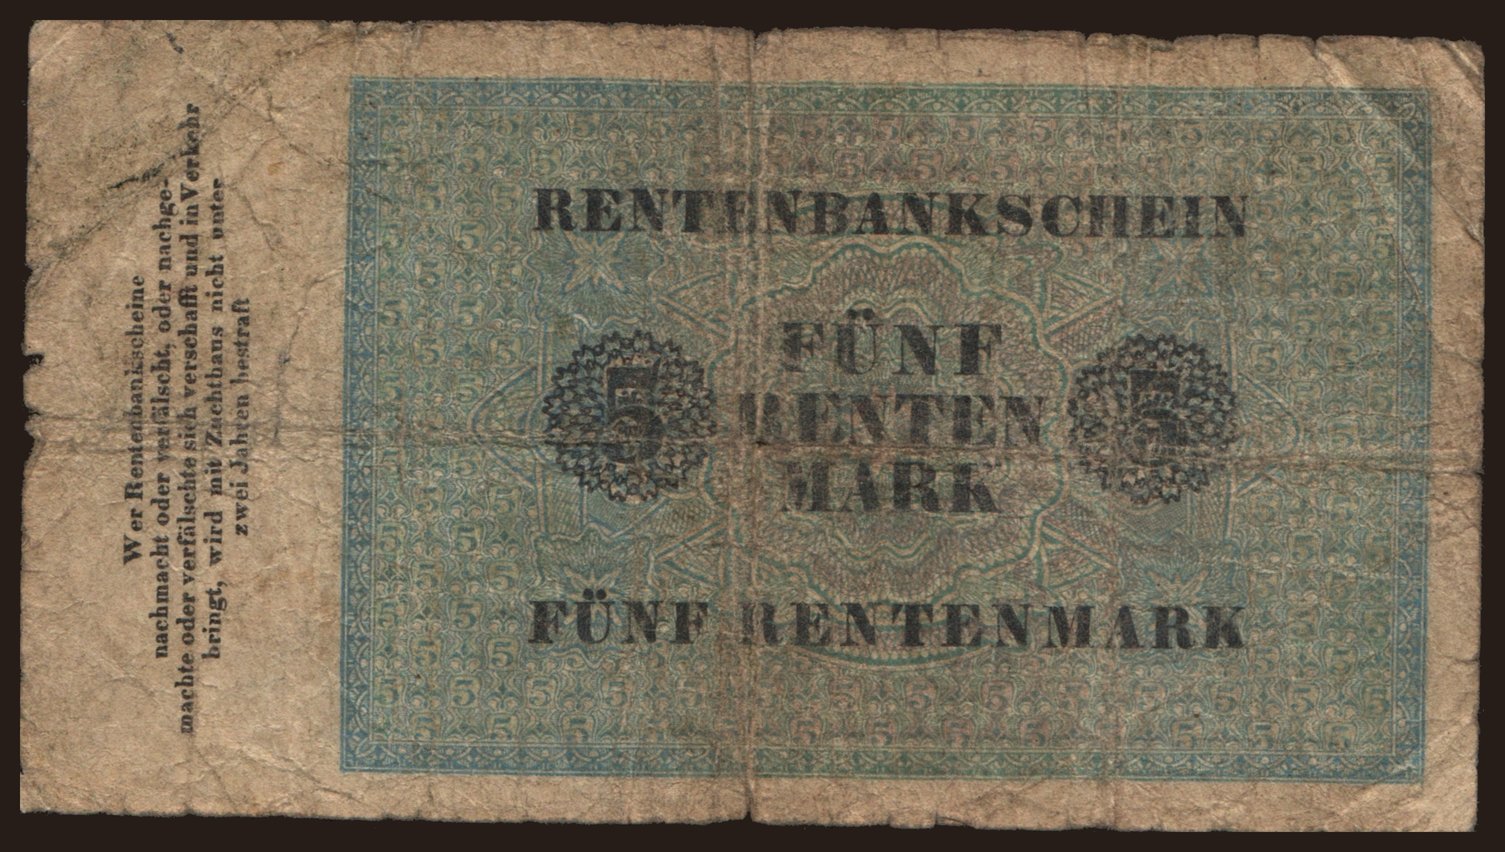 Wer Rentenbankscheine
nachmacht oder verfälscht, oder nachge-
machte oder verfälschte sich verschafft und in Verkehr
bringt, wird mit Zuchthaus nicht unter
zwei Jahren bestraft
RENTENBANKSCHEIN
FÜNF
5 RENTEN 5
MARK
FÜNF RENTENMARK